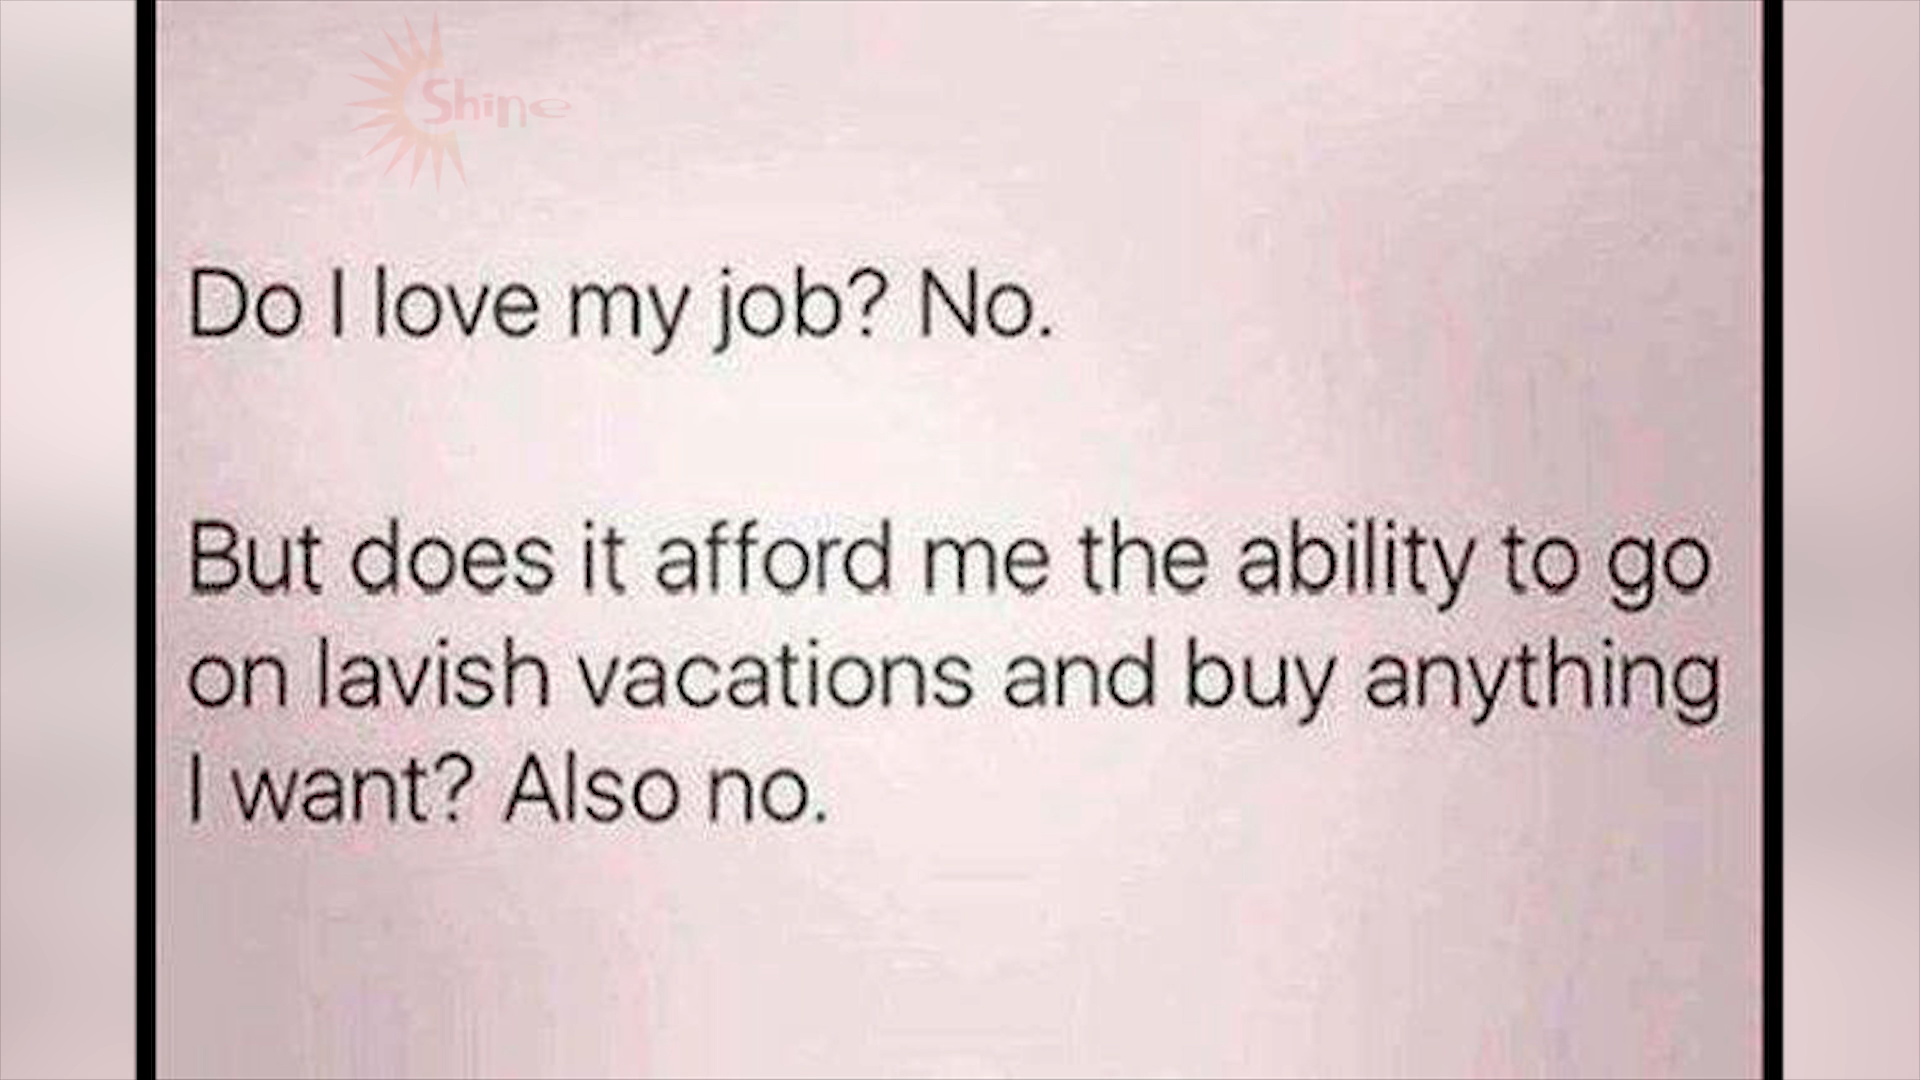 Shine
Do I love my job? No.
But does it afford me the ability to go
on lavish vacations and buy anything
I want? Also no.